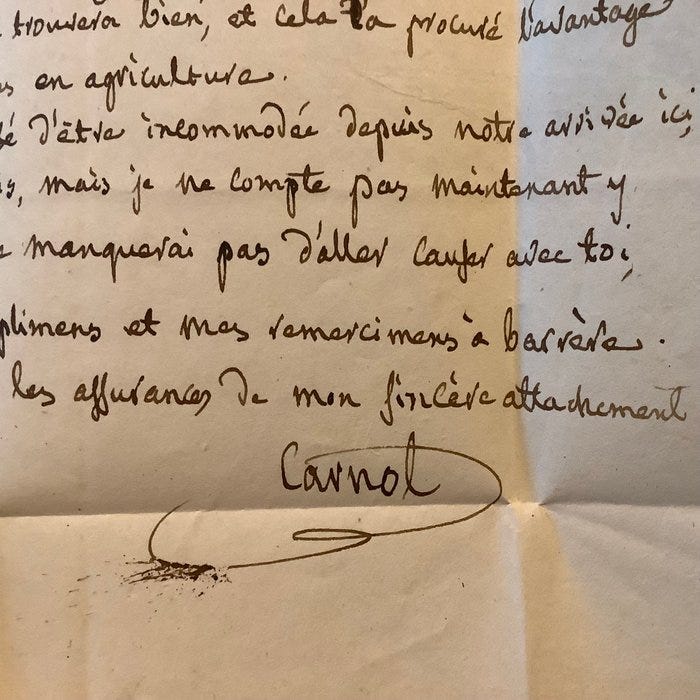 trouvera bien, et cela l'a procuré l'avantage
en agriculture.
d'être incommodée depuis notre arrivée ici,
mais je ne compte pas maintenant y
manquerai pas d'aller causer avec toi,
plimens et mes remercimens à barrère.
les assurances de mon sincère attachement
Carnot